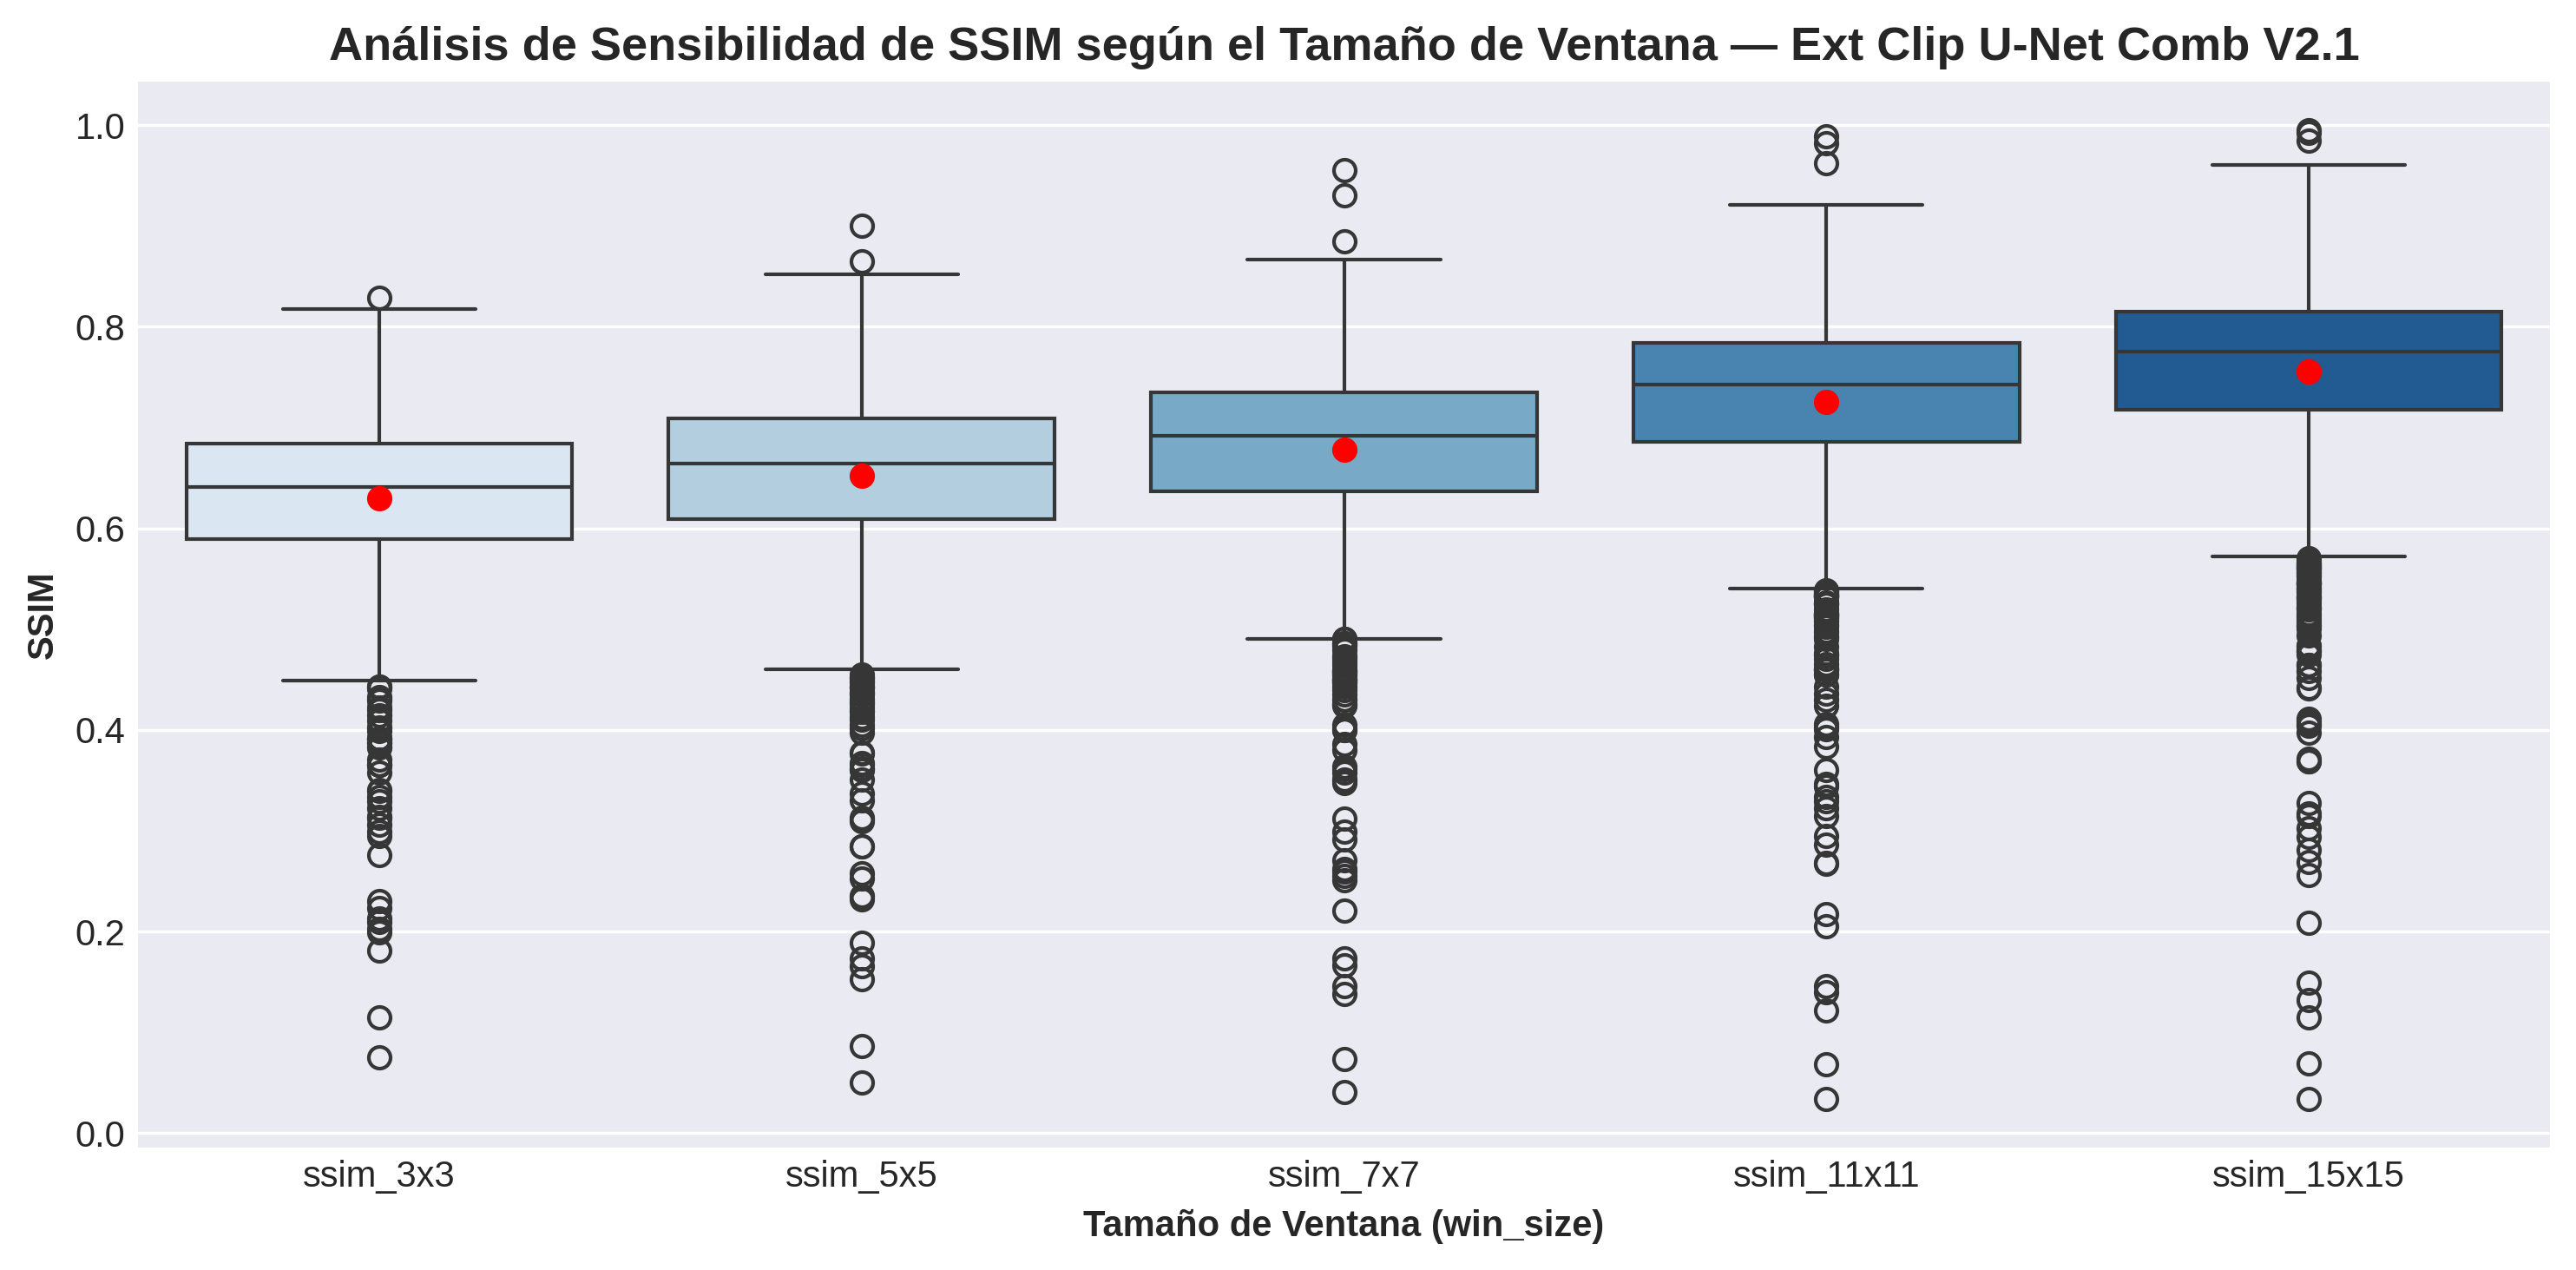 Análisis de Sensibilidad de SSIM según el Tamaño de Ventana — Ext Clip U-Net Comb V2.1
1.0
0.8
0.6
0.4
0.2
0.0
SSIM
ssim_3x3
ssim_5x5
ssim_7x7
ssim_11x11
ssim_15x15
Tamaño de Ventana (win_size)